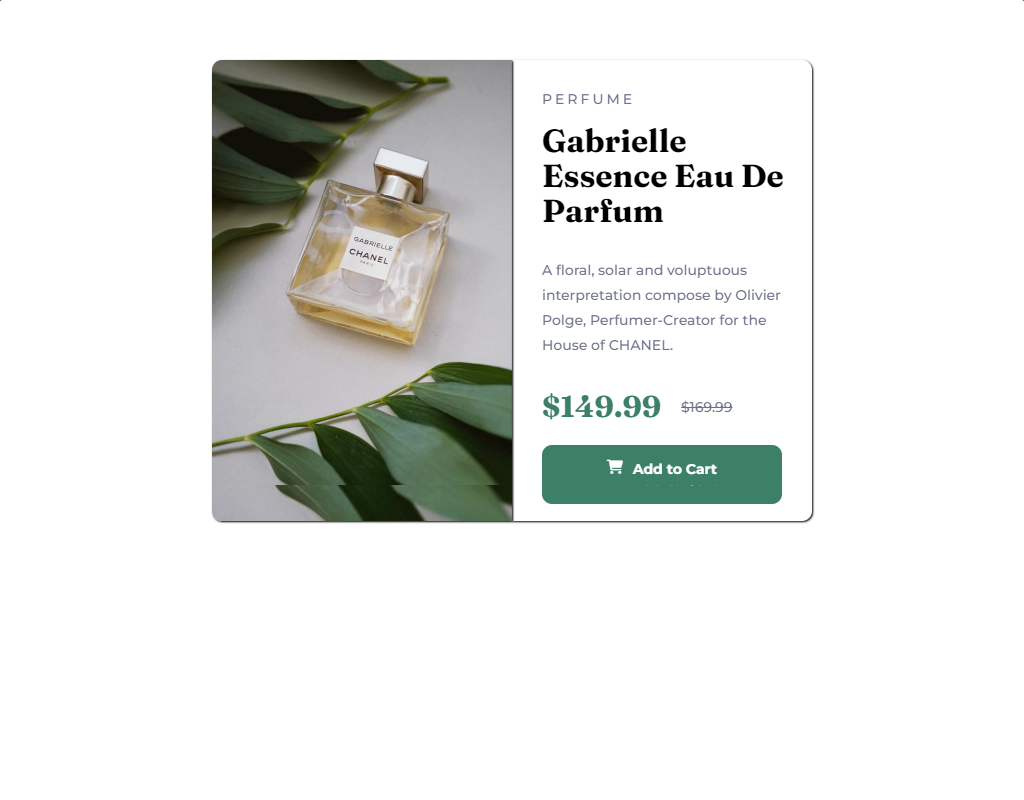 GABRIELLE
CHANEL
PARIS
PERFUME
Gabrielle
Essence Eau De
Parfum
A floral, solar and voluptuous
interpretation compose by Olivier
Polge, Perfumer-Creator for the
House of CHANEL.
$149.99 $169.99
Add to Cart